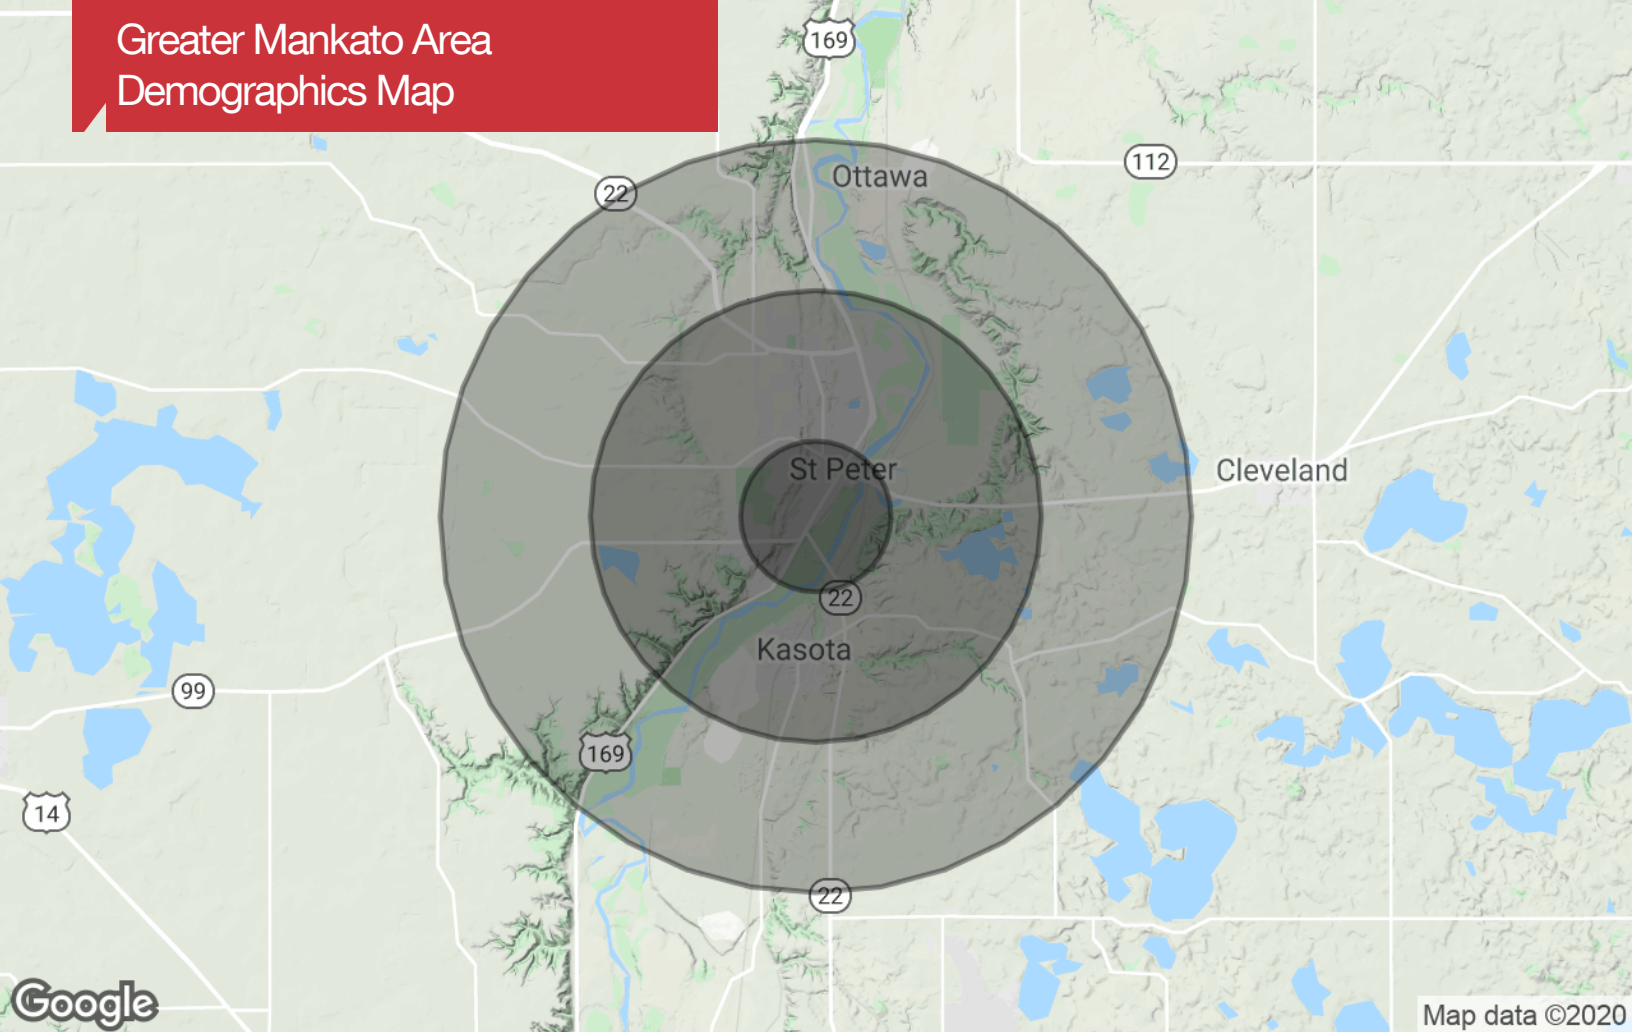 Greater Mankato Area
Demographics Map
169
Ottawa
112
22
St Peter
Cleveland
22
Kasota
99
169
14
22
Google
Map data ©2020